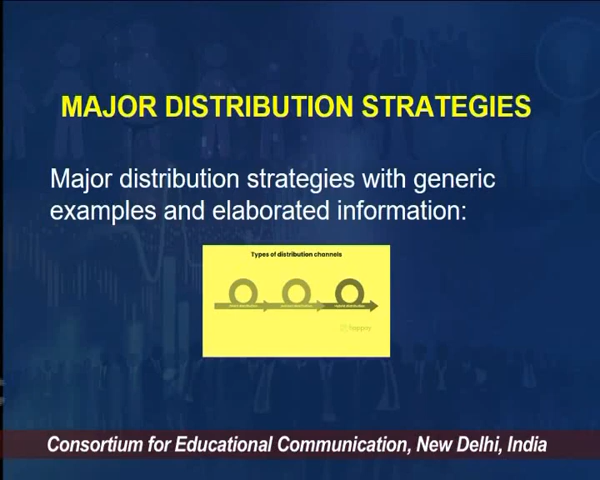 MAJOR DISTRIBUTION STRATEGIES
Major distribution strategies with generic
examples and elaborated information:
Types of distribution channels
Consortium for Educational Communication, New Delhi, India